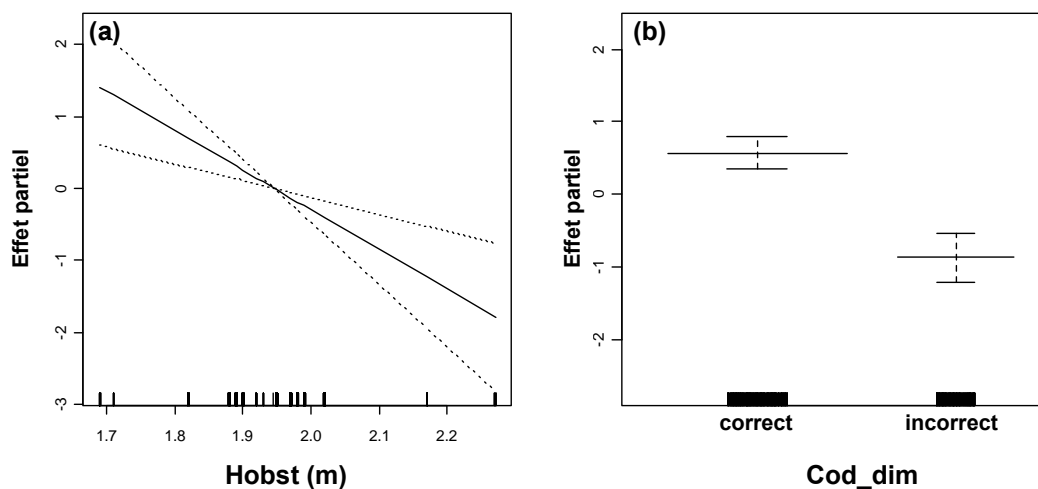 (a)
Effet partiel
2
1
0
-1
-2
-3
1.7 1.8 1.9 2.0 2.1 2.2
Hobst (m)
(b)
Effet partiel
2
1
0
-1
-2
correct incorrect
Cod_dim